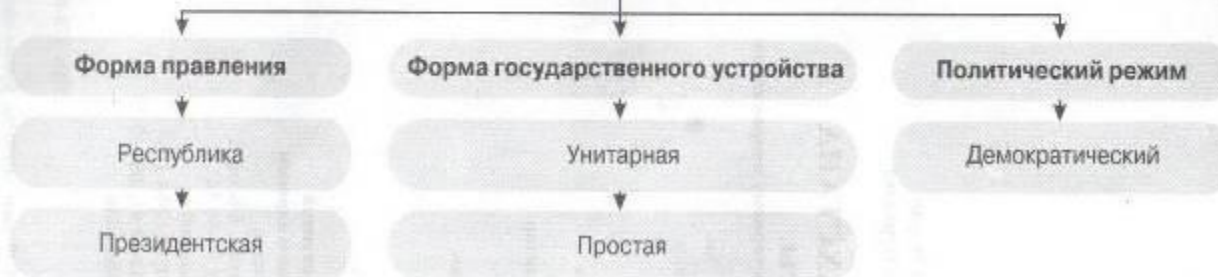 Форма правления
Форма государственного устройства
Политический режим
Республика
Унитарная
Демократический
Президентская
Простая